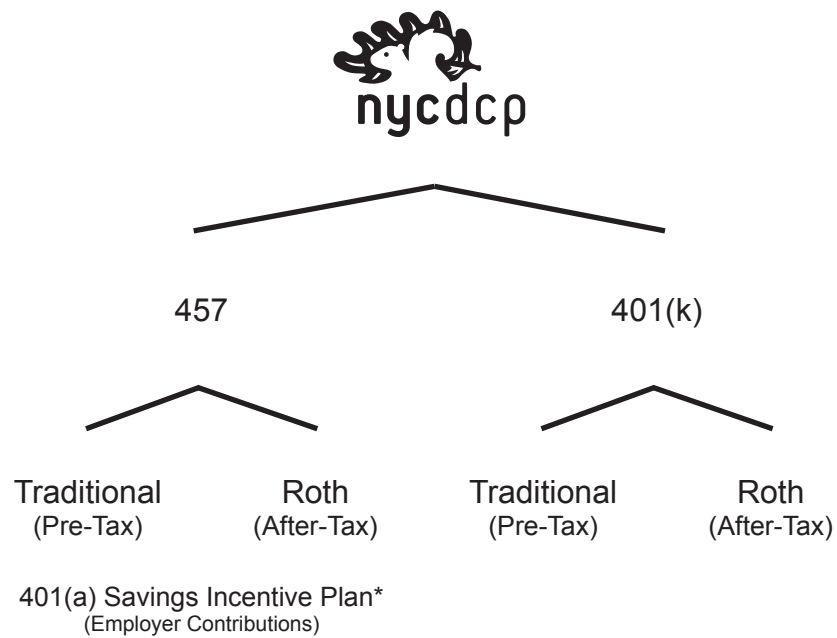 nycdcp
457 401(k)
Traditional Roth Traditional Roth
(Pre-Tax) (After-Tax) (Pre-Tax) (After-Tax)
401(a) Savings Incentive Plan*
(Employer Contributions)